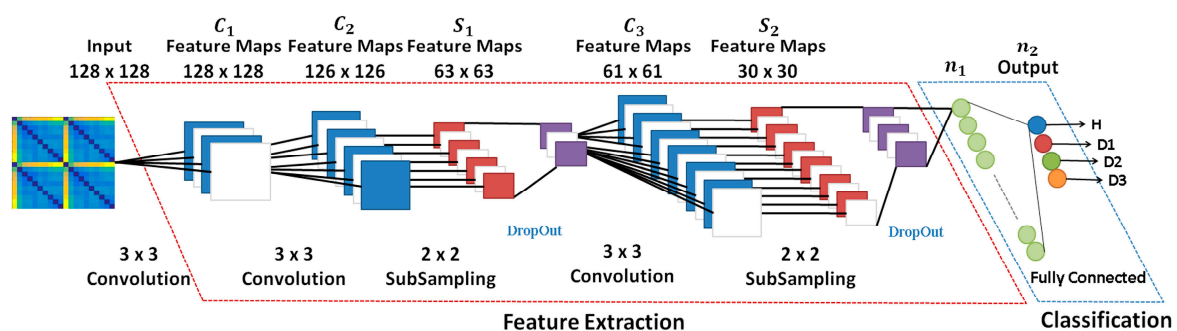 Input
128 x 128
C₁
Feature Maps
128 x 128
C₂
Feature Maps
126 x 126
S₁
Feature Maps
63 x 63
C₃
Feature Maps
61 x 61
S₂
Feature Maps
30 x 30
n₁
n₂
Output
H
D1
D2
D3
DropOut
DropOut
3 x 3
Convolution
3 x 3
Convolution
2 x 2
SubSampling
3 x 3
Convolution
2 x 2
SubSampling
Fully Connected
Feature Extraction
Classification